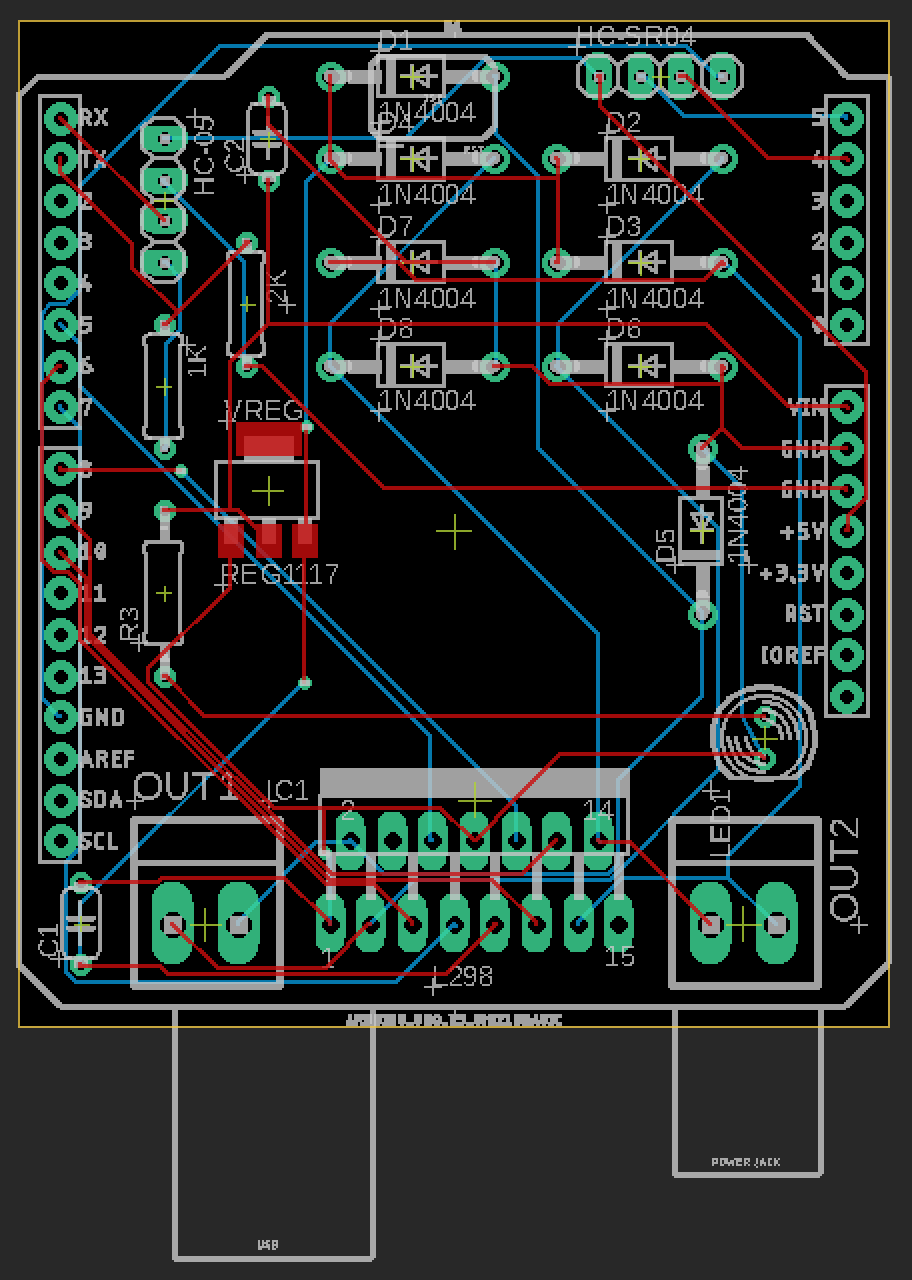 D1
HC-SR04
1N4004
D4
D2
RX
TX
2
3
4
5
6
7
HC-05
C2
5
4
3
2
1
1N4004
1N4004
D7
D3
2K
1N4004
1N4004
D8
D6
1K
1N4004
1N4004
VREG
VIN
GND
GND
+5V
+3.3V
RST
IOREF
8
9
10
11
12
13
GND
AREF
SDA
SCL
REG1117
R3
D5
1N4004
OUT1
IC1
2
14
LED1
OUT2
C1
1
15
L298
POWER JACK
USB